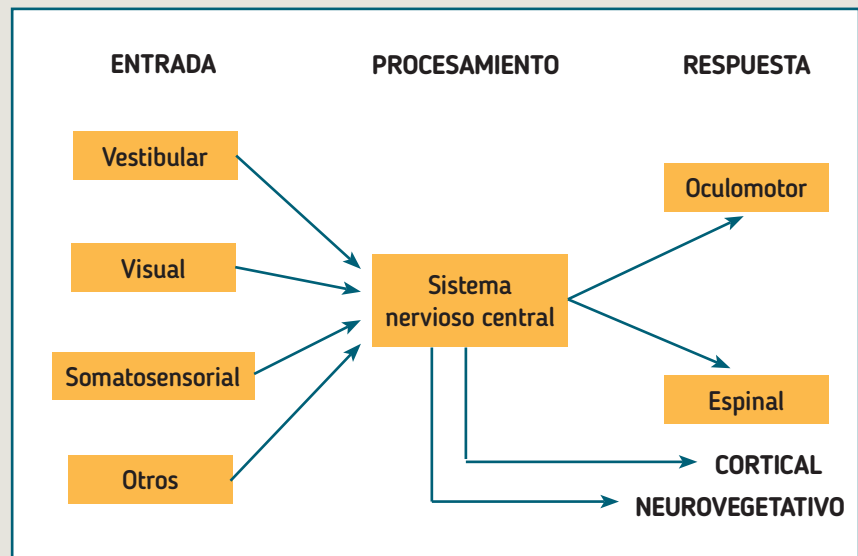 ENTRADA
PROCESAMIENTO
RESPUESTA
Vestibular
Visual
Somatosensorial
Otros
Sistema
nervioso central
Oculomotor
Espinal
CORTICAL
NEUROVEGETATIVO